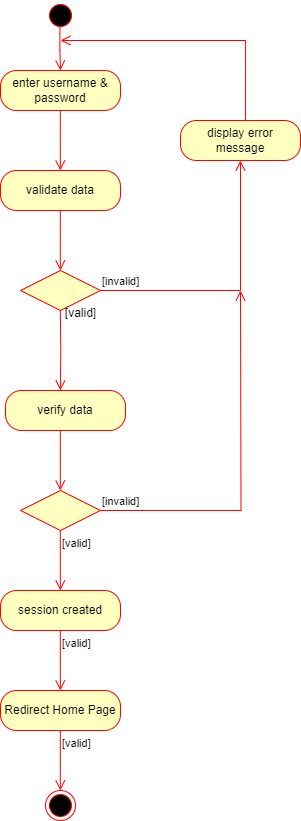 enter username &
password
display error
message
validate data
[invalid]
[valid]
verify data
[invalid]
[valid]
session created
[valid]
Redirect Home Page
[valid]